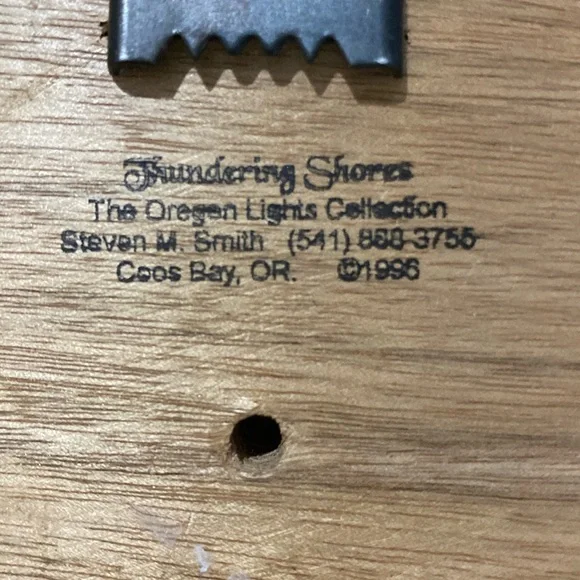 Thundering Shores
The Oregon Lights Collection
Steven M. Smith (541) 888-3755
Coos Bay, OR. ©1996